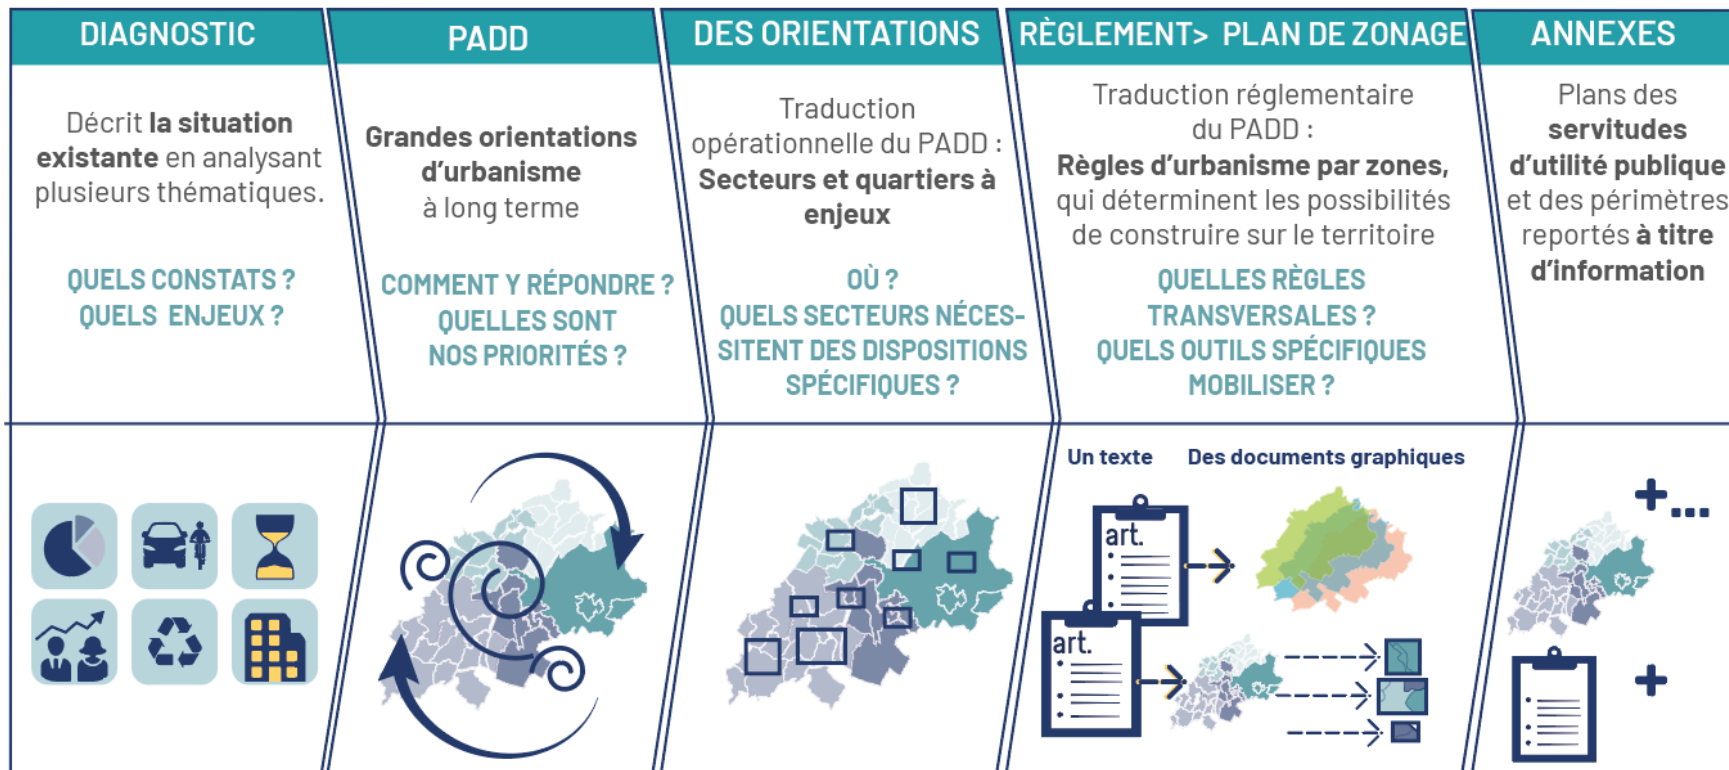 DIAGNOSTIC
Décrit la situation
existante en analysant
plusieurs thématiques.
QUELS CONSTATS ?
QUELS ENJEUX ?
PADD
Grandes orientations
d'urbanisme
à long terme
COMMENT Y RÉPONDRE ?
QUELLES SONT
NOS PRIORITÉS ?
DES ORIENTATIONS
Traduction
opérationnelle du PADD :
Secteurs et quartiers à
enjeux
OÙ ?
QUELS SECTEURS NÉCES-
SITENT DES DISPOSITIONS
SPÉCIFIQUES ?
RÈGLEMENT> PLAN DE ZONAGE
Traduction réglementaire
du PADD :
Règles d'urbanisme par zones,
qui déterminent les possibilités
de construire sur le territoire
QUELLES RÈGLES
TRANSVERSALES ?
QUELS OUTILS SPÉCIFIQUES
MOBILISER ?
Un texte
Des documents graphiques
art.
art.
ANNEXES
Plans des
servitudes
d'utilité publique
et des périmètres
reportés à titre
d'information
+...
+